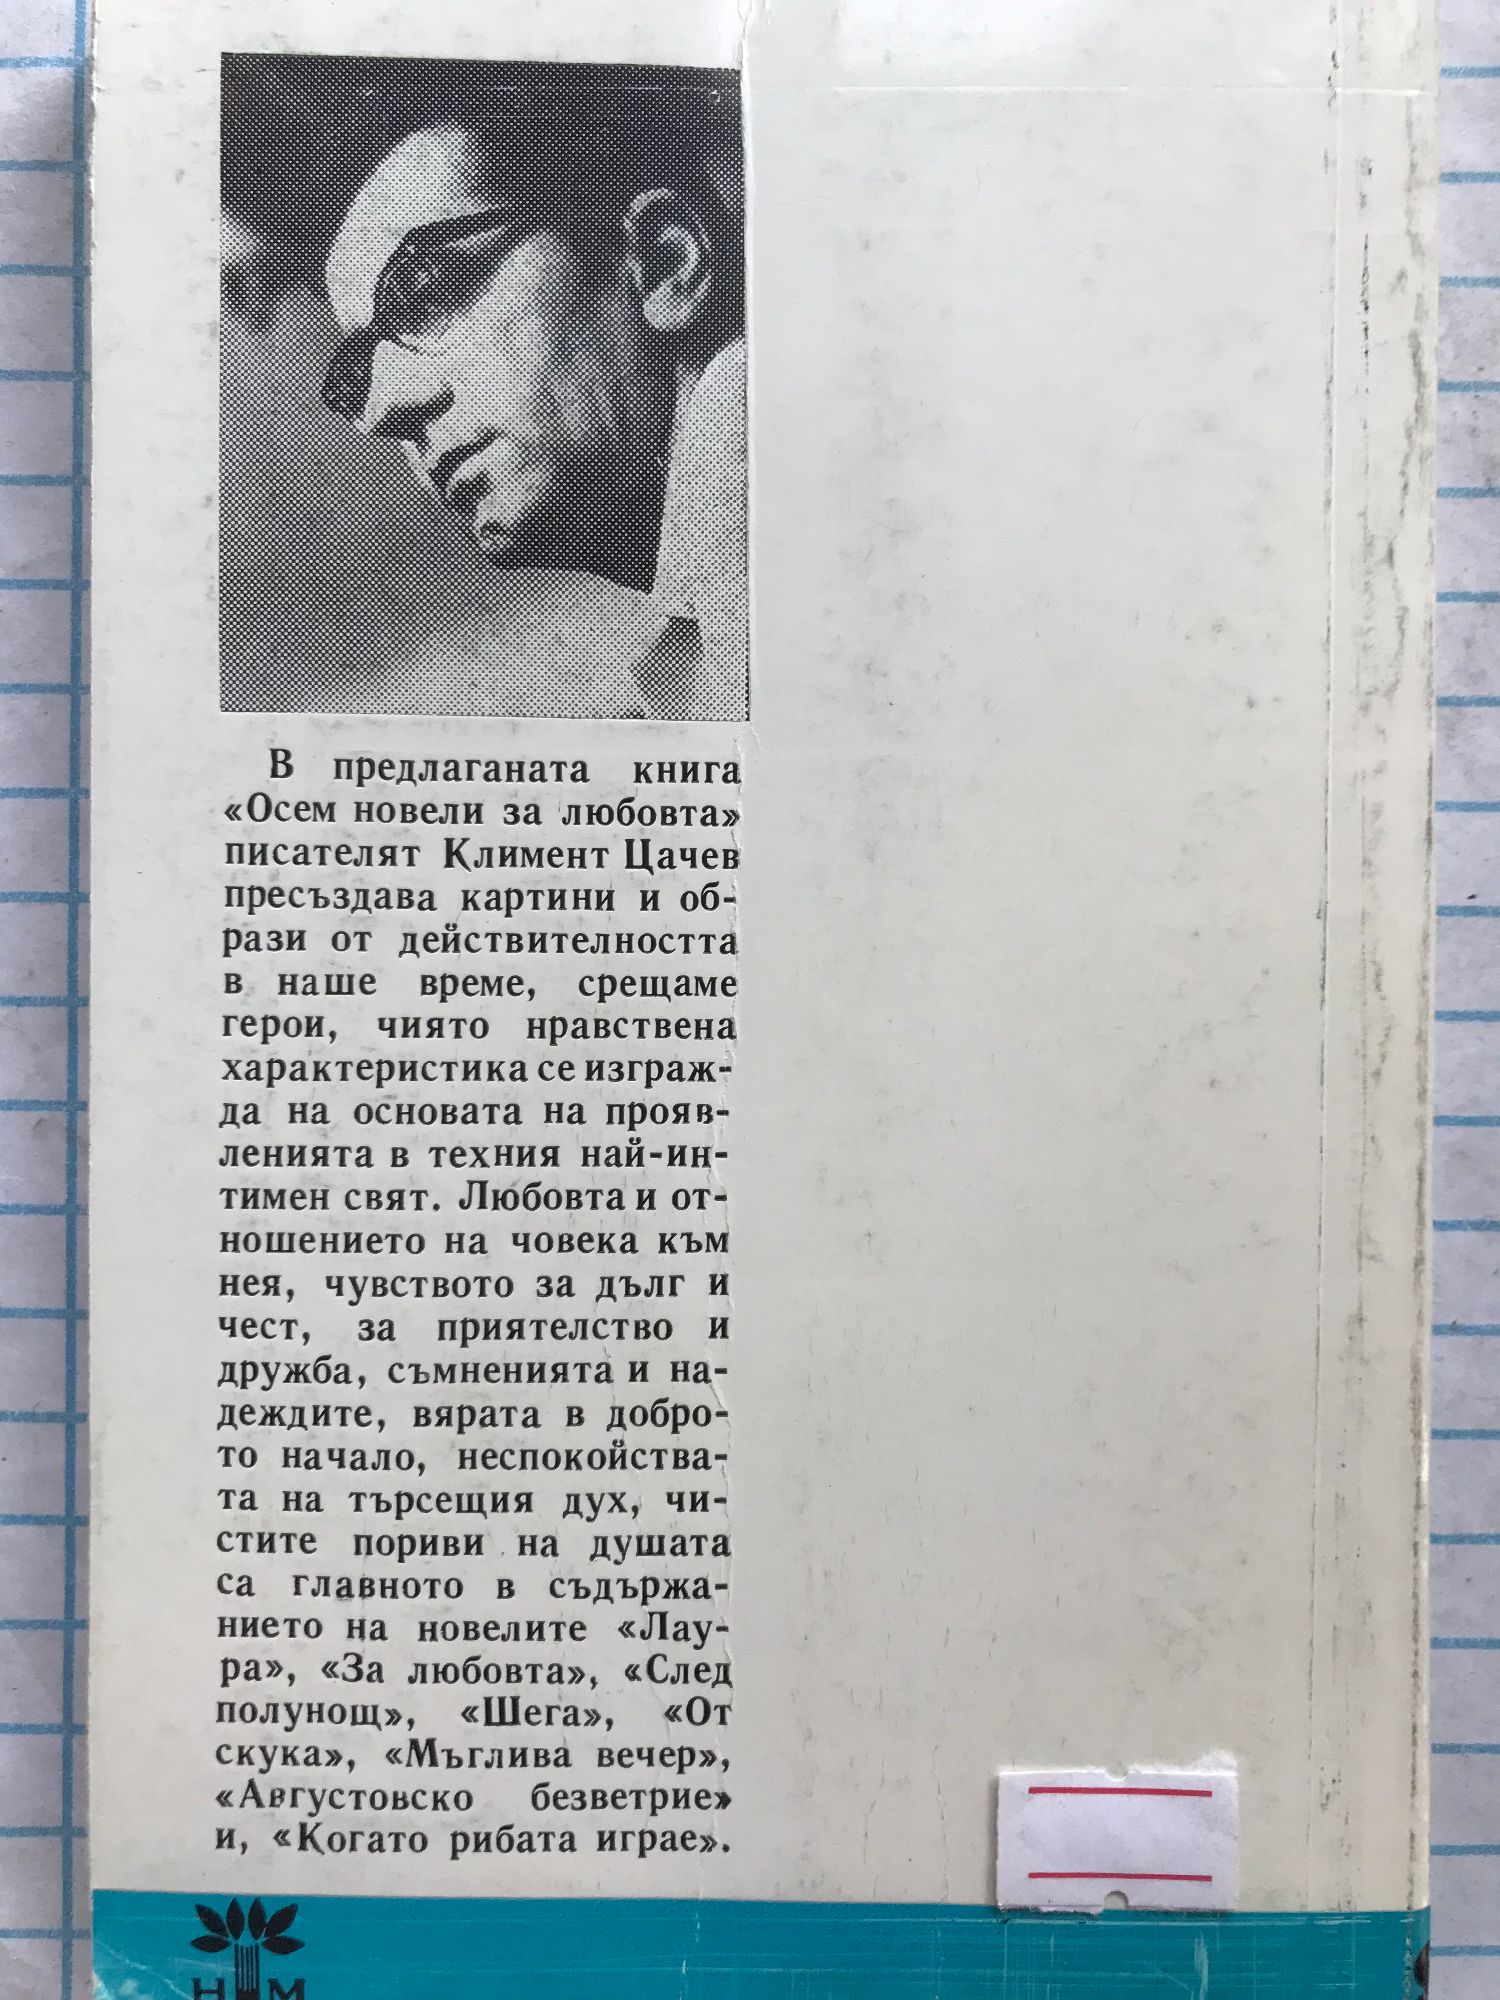 В предлаганата книга
«Осем новели за любовта»
писателят Климент Цачев
пресъздава картини и об-
рази от действителността
в наше време, срещаме
герои, чиято нравствена
характеристика се изграж-
да на основата на прояв-
ленията в техния най-ин-
тимен свят. Любовта и от-
ношението на човека към
нея, чувството за дълг и
чест, за приятелство и
дружба, съмненията и на-
деждите, вярата в добро-
то начало, неспокойства-
та на търсещия дух, чи-
стите пориви на душата
са главното в съдържа-
нието на новелите «Лау-
ра», «За любовта», «След
полунощ», «Шега», «От
скука», «Мъглива вечер»,
«Августовско безветрие»
и, «Когато рибата играе».
НМ